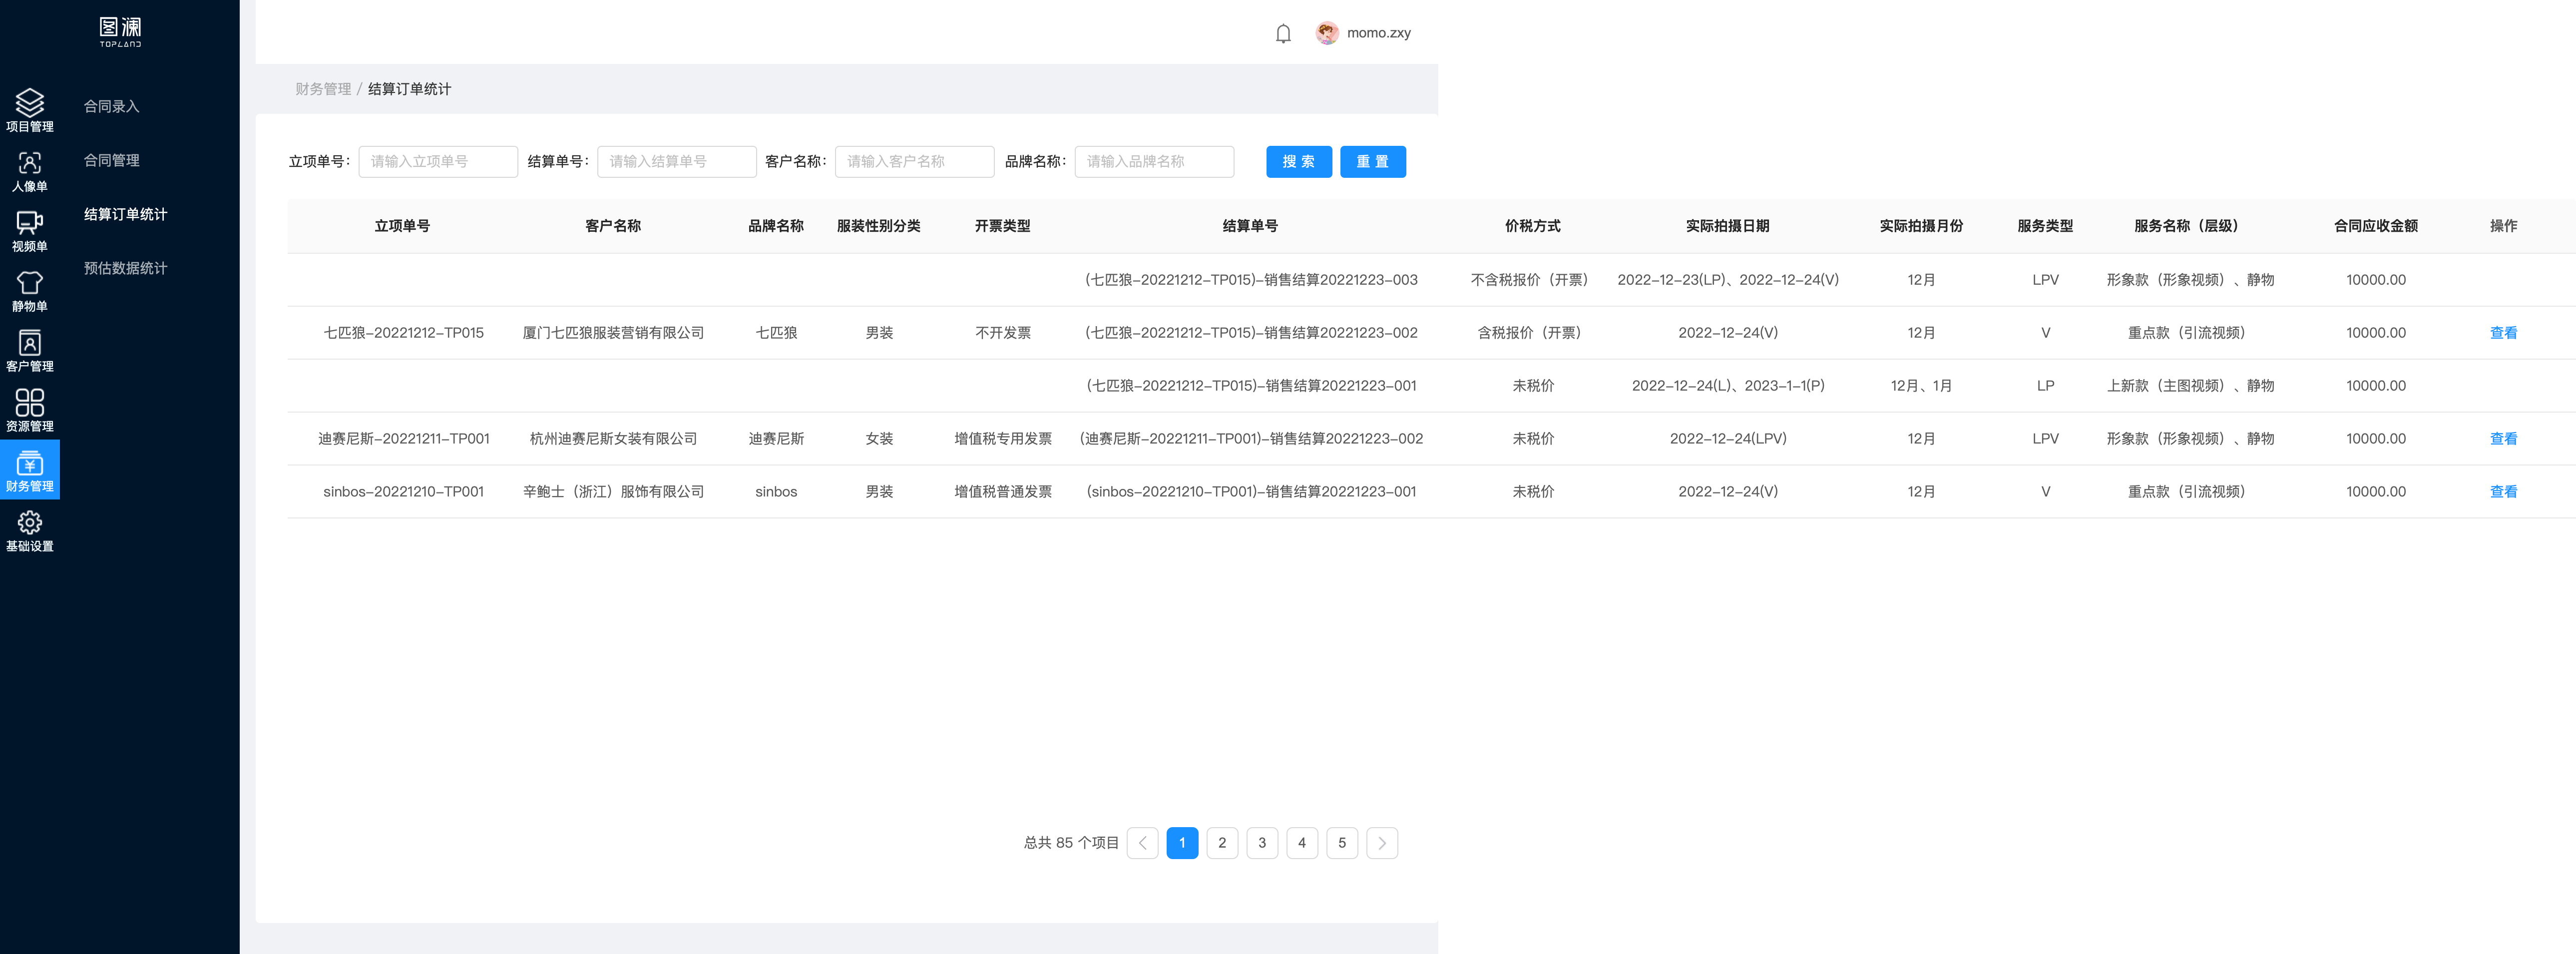 图澜
TOPLAND
momo.zxy
项目管理
人像单
视频单
静物单
客户管理
资源管理
财务管理
基础设置
合同录入
合同管理
结算订单统计
预估数据统计
财务管理 / 结算订单统计
立项单号： 请输入立项单号 结算单号： 请输入结算单号 客户名称： 请输入客户名称 品牌名称： 请输入品牌名称 搜 索 重 置
立项单号 客户名称 品牌名称 服装性别分类 开票类型 结算单号 价税方式 实际拍摄日期 实际拍摄月份 服务类型 服务名称（层级） 合同应收金额 操作
(七匹狼-20221212-TP015)-销售结算20221223-003 不含税报价（开票） 2022-12-23(LP)、2022-12-24(V) 12月 LPV 形象款（形象视频）、静物 10000.00
七匹狼-20221212-TP015 厦门七匹狼服装营销有限公司 七匹狼 男装 不开发票 (七匹狼-20221212-TP015)-销售结算20221223-002 含税报价（开票） 2022-12-24(V) 12月 V 重点款（引流视频） 10000.00 查看
(七匹狼-20221212-TP015)-销售结算20221223-001 未税价 2022-12-24(L)、2023-1-1(P) 12月、1月 LP 上新款（主图视频）、静物 10000.00
迪赛尼斯-20221211-TP001 杭州迪赛尼斯女装有限公司 迪赛尼斯 女装 增值税专用发票 (迪赛尼斯-20221211-TP001)-销售结算20221223-002 未税价 2022-12-24(LPV) 12月 LPV 形象款（形象视频）、静物 10000.00 查看
sinbos-20221210-TP001 辛鲍士（浙江）服饰有限公司 sinbos 男装 增值税普通发票 (sinbos-20221210-TP001)-销售结算20221223-001 未税价 2022-12-24(V) 12月 V 重点款（引流视频） 10000.00 查看
总共 85 个项目 1 2 3 4 5